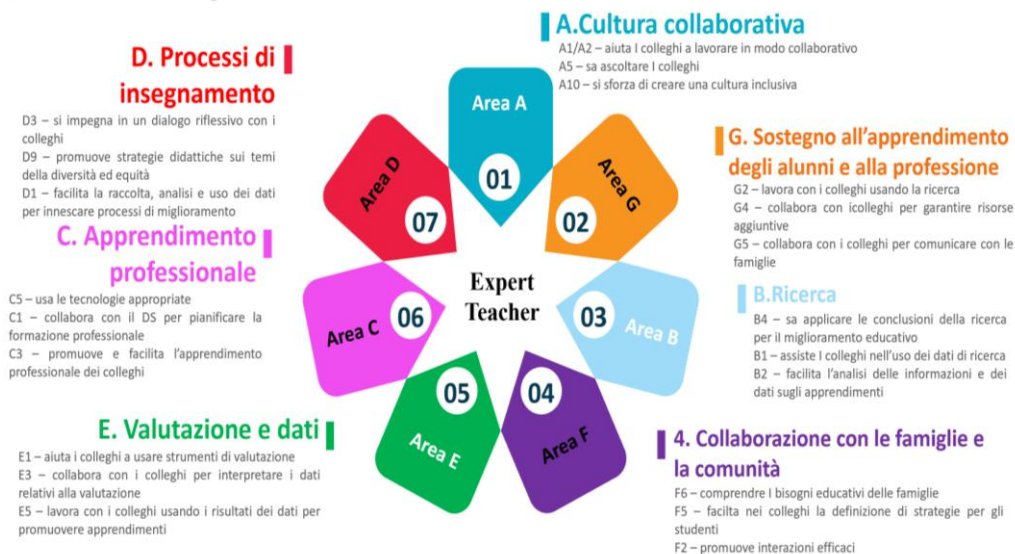 A.Cultura collaborativa
A1/A2 – aiuta I colleghi a lavorare in modo collaborativo
A5 – sa ascoltare I colleghi
A10 – si sforza di creare una cultura inclusiva
D. Processi di
insegnamento
D3 – si impegna in un dialogo riflessivo con i
colleghi
D9 – promuove strategie didattiche sui temi
della diversità ed equità
D1 – facilita la raccolta, analisi e uso dei dati
per innescare processi di miglioramento
G. Sostegno all'apprendimento
degli alunni e alla professione
G2 – lavora con i colleghi usando la ricerca
G4 – collabora con icolleghi per garantire risorse
aggiuntive
G5 – collabora con i colleghi per comunicare con le
famiglie
C. Apprendimento
professionale
C5 – usa le tecnologie appropriate
C1 – collabora con il DS per pianificare la
formazione professionale
C3 – promuove e facilita l'apprendimento
professionale dei colleghi
B.Ricerca
B4 – sa applicare le conclusioni della ricerca
per il miglioramento educativo
B1 – assiste I colleghi nell'uso dei dati di ricerca
B2 – facilita l'analisi delle informazioni e dei
dati sugli apprendimenti
E. Valutazione e dati
E1 – aiuta i colleghi a usare strumenti di valutazione
E3 – collabora con i colleghi per interpretare i dati
relativi alla valutazione
E5 – lavora con i colleghi usando i risultati dei dati per
promuovere apprendimenti
4. Collaborazione con le famiglie e
la comunità
F6 – comprende I bisogni educativi delle famiglie
F5 – facilta nei colleghi la definizione di strategie per gli
studenti
F2 – promuove interazioni efficaci
Area A
01
Area G
02
Area B
03
Area F
04
Area E
05
Area C
06
Area D
07
Expert
Teacher